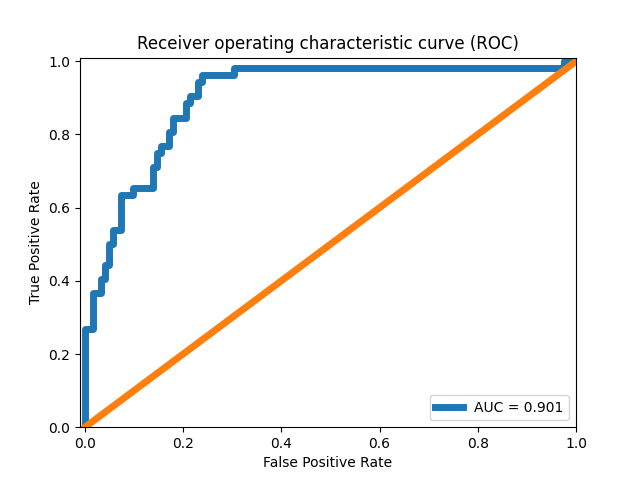 Receiver operating characteristic curve (ROC)
True Positive Rate
1.0
0.8
0.6
0.4
0.2
0.0
0.0 0.2 0.4 0.6 0.8 1.0
False Positive Rate
AUC = 0.901